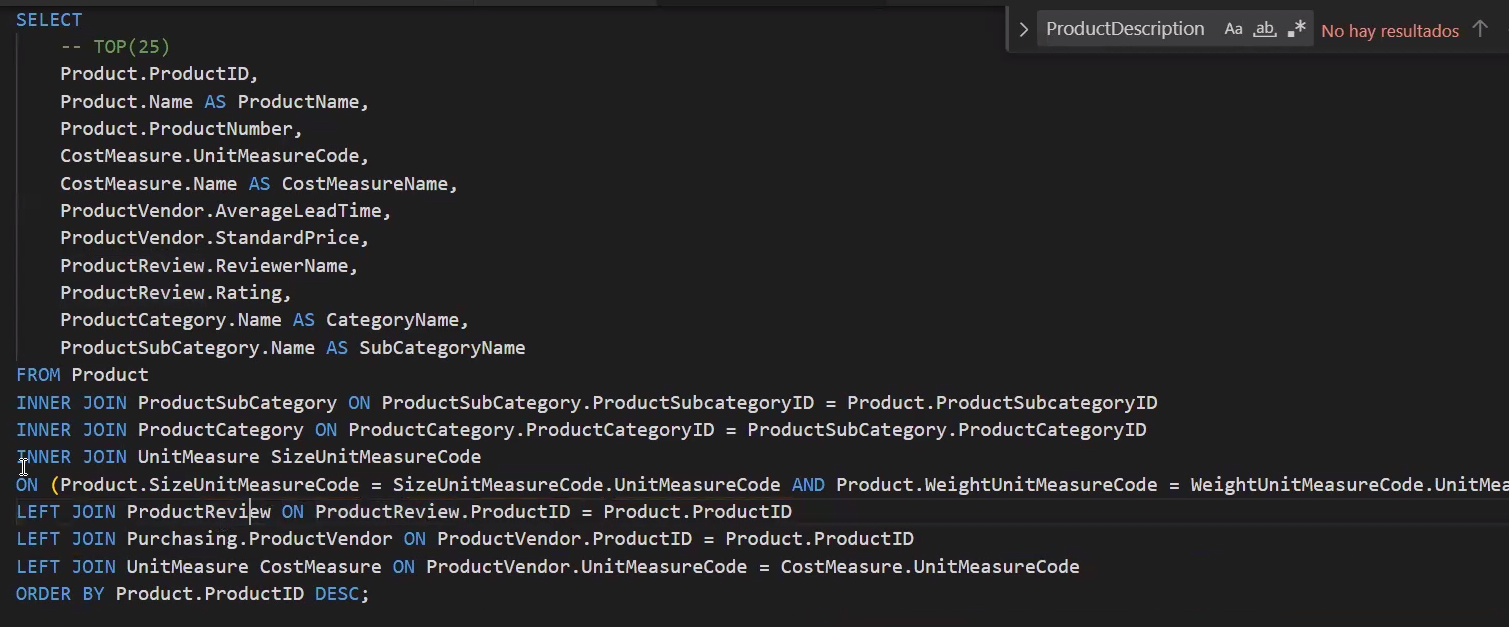 SELECT
-- TOP(25)
Product.ProductID,
Product.Name AS ProductName,
Product.ProductNumber,
CostMeasure.UnitMeasureCode,
CostMeasure.Name AS CostMeasureName,
ProductVendor.AverageLeadTime,
ProductVendor.StandardPrice,
ProductReview.ReviewerName,
ProductReview.Rating,
ProductCategory.Name AS CategoryName,
ProductSubCategory.Name AS SubCategoryName
FROM Product
INNER JOIN ProductSubCategory ON ProductSubCategory.ProductSubcategoryID = Product.ProductSubcategoryID
INNER JOIN ProductCategory ON ProductCategory.ProductCategoryID = ProductSubCategory.ProductCategoryID
INNER JOIN UnitMeasure SizeUnitMeasureCode
ON (Product.SizeUnitMeasureCode = SizeUnitMeasureCode.UnitMeasureCode AND Product.WeightUnitMeasureCode = WeightUnitMeasureCode.UnitMea
LEFT JOIN ProductReview ON ProductReview.ProductID = Product.ProductID
LEFT JOIN Purchasing.ProductVendor ON ProductVendor.ProductID = Product.ProductID
LEFT JOIN UnitMeasure CostMeasure ON ProductVendor.UnitMeasureCode = CostMeasure.UnitMeasureCode
ORDER BY Product.ProductID DESC;
ProductDescription Aa ab .* No hay resultados